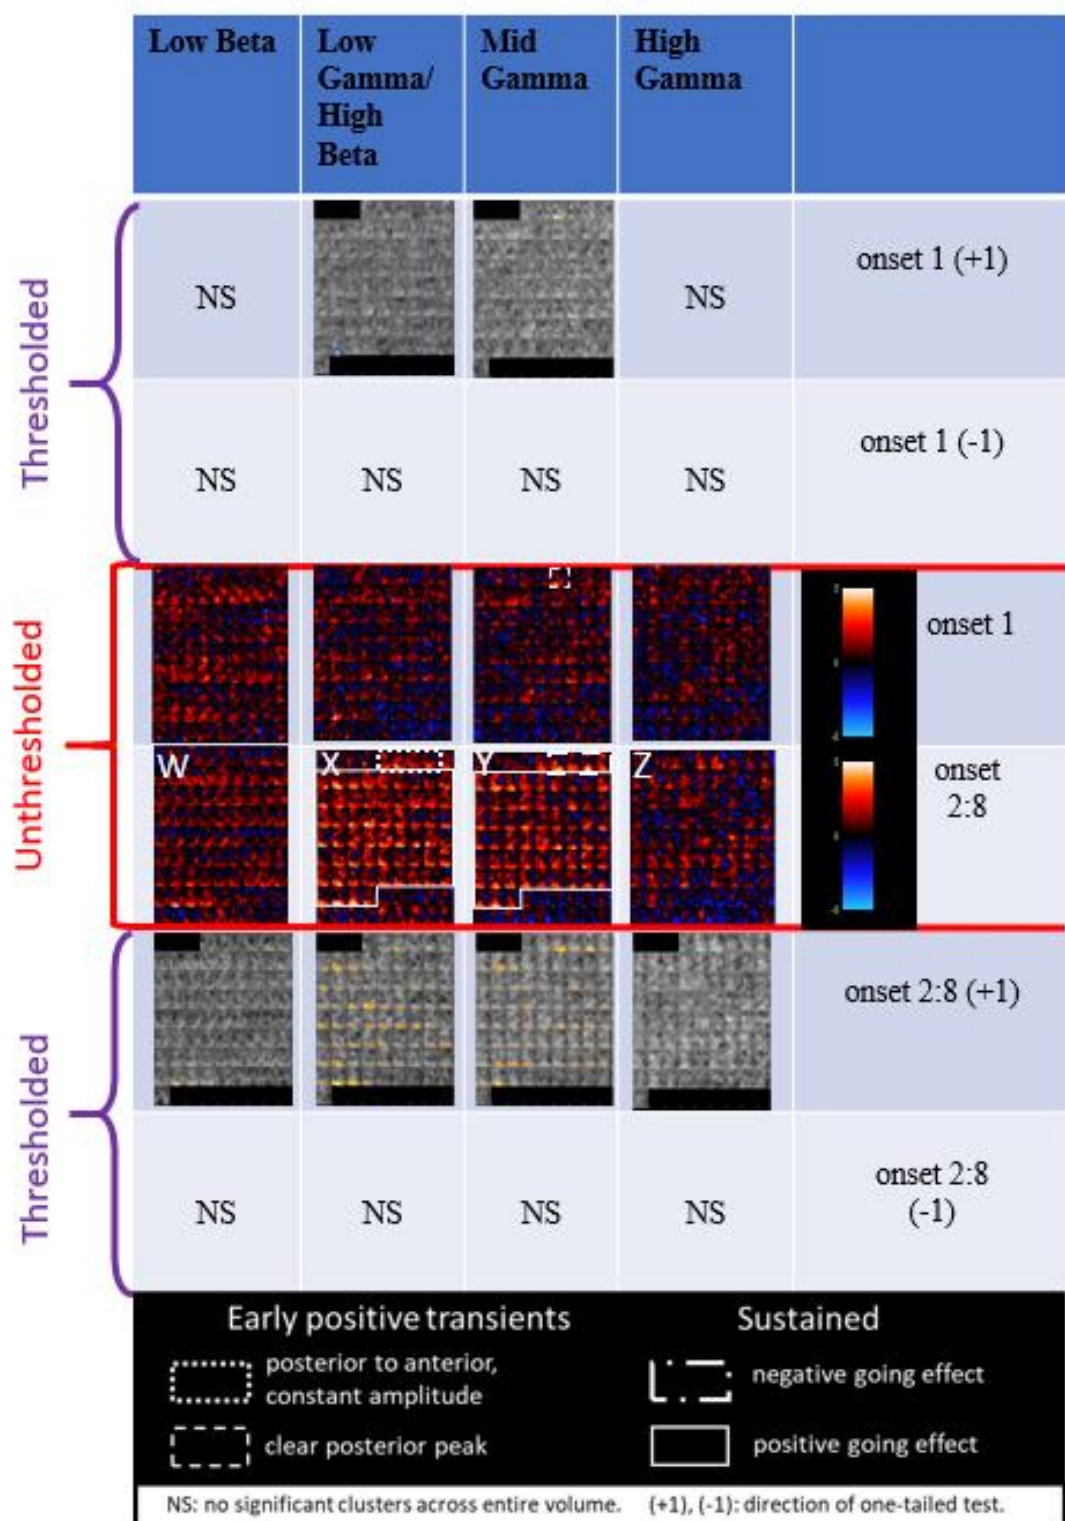 Low Beta
Low
Gamma/
High
Beta
Mid
Gamma
High
Gamma
Thresholded
NS
NS
onset 1 (+1)
NS
NS
NS
NS
onset 1 (-1)
Unthresholded
onset 1
W
X
Y
Z
onset
2:8
Thresholded
onset 2:8 (+1)
NS
NS
NS
NS
onset 2:8
(-1)
Early positive transients
posterior to anterior,
constant amplitude
clear posterior peak
Sustained
negative going effect
positive going effect
NS: no significant clusters across entire volume. (+1), (-1): direction of one-tailed test.